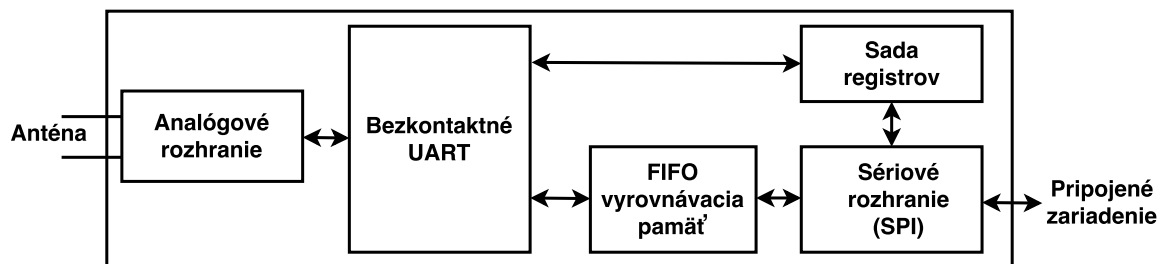 Anténa
Analógové
rozhranie
Bezkontaktné
UART
Sada
registrov
FIFO
vyrovnávacia
pamäť
Sériové
rozhranie
(SPI)
Pripojené
zariadenie